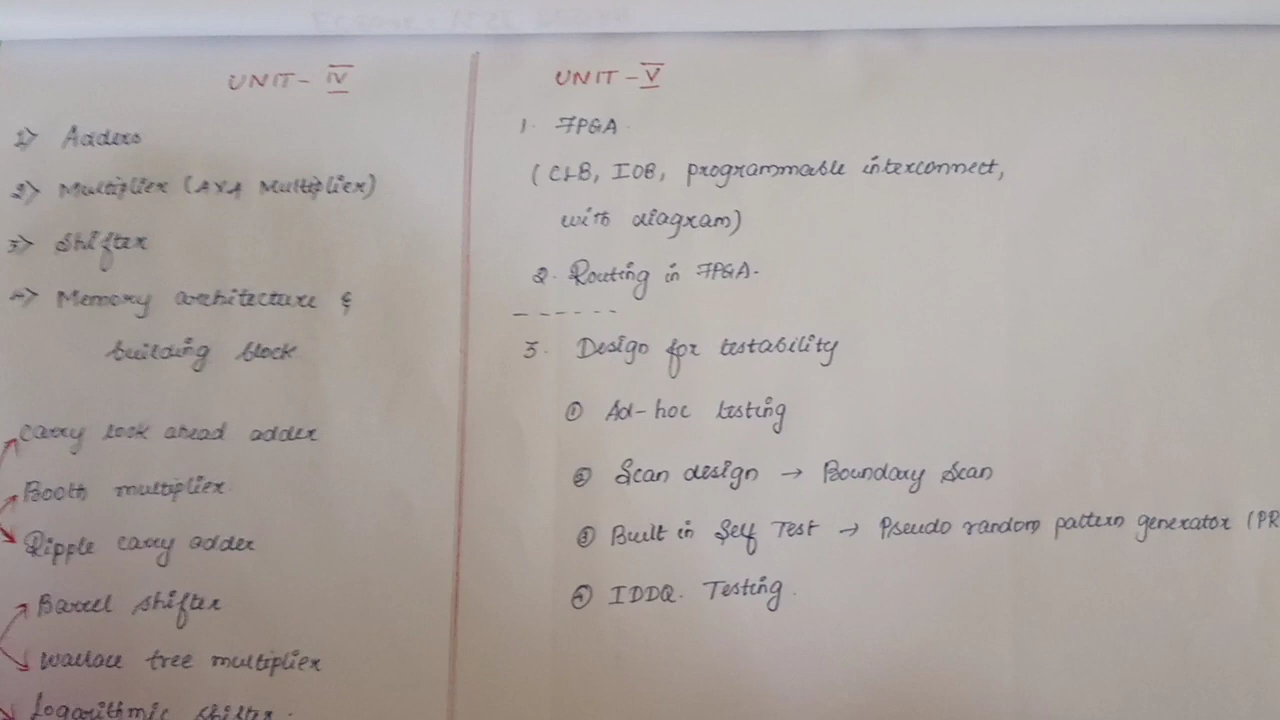 UNIT- IV
1) Adders
2) Multiplier (4x4 Multiplier)
3) Shifter
4) Memory architecture &
building block
Carry look ahead adder
Booth multiplier
Ripple carry adder
Barrel shifter
Wallace tree multiplier
Logarithmic shifter.
UNIT - V
1. FPGA
(CLB, IOB, programmable interconnect,
with diagram)
2. Routing in FPGA.
------
3. Design for testability
① Ad-hoc testing
② Scan design → Boundary Scan
③ Built in Self Test → Pseudo random pattern generator (PR
④ IDDQ. Testing.